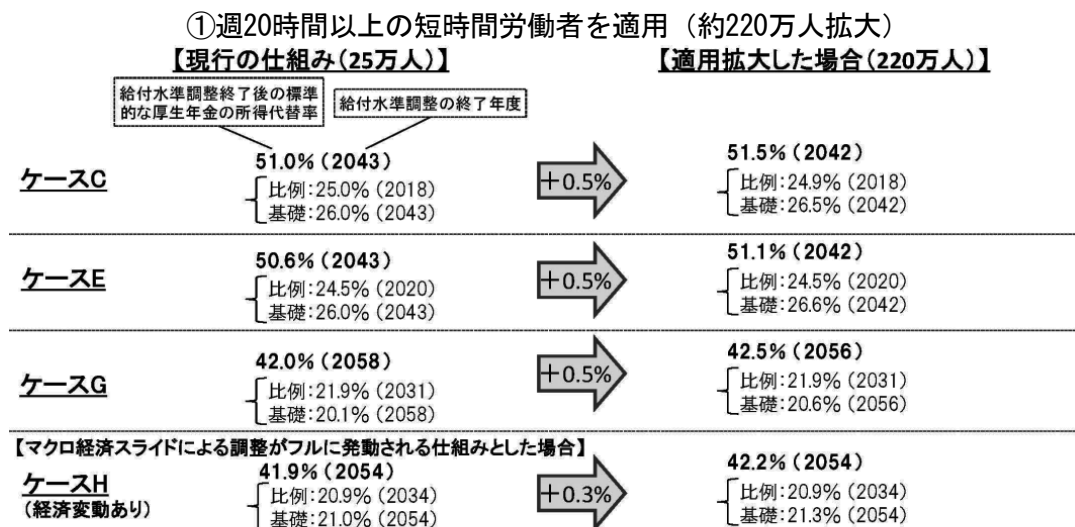 ①週20時間以上の短時間労働者を適用（約220万人拡大）
【現行の仕組み(25万人)】
【適用拡大した場合(220万人)】
給付水準調整終了後の標準
的な厚生年金の所得代替率
給付水準調整の終了年度
ケースC
51.0% (2043)
比例：25.0% (2018)
基礎：26.0% (2043)
＋0.5%
51.5% (2042)
比例：24.9% (2018)
基礎：26.5% (2042)
ケースE
50.6% (2043)
比例：24.5% (2020)
基礎：26.0% (2043)
＋0.5%
51.1% (2042)
比例：24.5% (2020)
基礎：26.6% (2042)
ケースG
42.0% (2058)
比例：21.9% (2031)
基礎：20.1% (2058)
＋0.5%
42.5% (2056)
比例：21.9% (2031)
基礎：20.6% (2056)
【マクロ経済スライドによる調整がフルに発動される仕組みとした場合】
ケースH
(経済変動あり)
41.9% (2054)
比例：20.9% (2034)
基礎：21.0% (2054)
＋0.3%
42.2% (2054)
比例：20.9% (2034)
基礎：21.3% (2054)